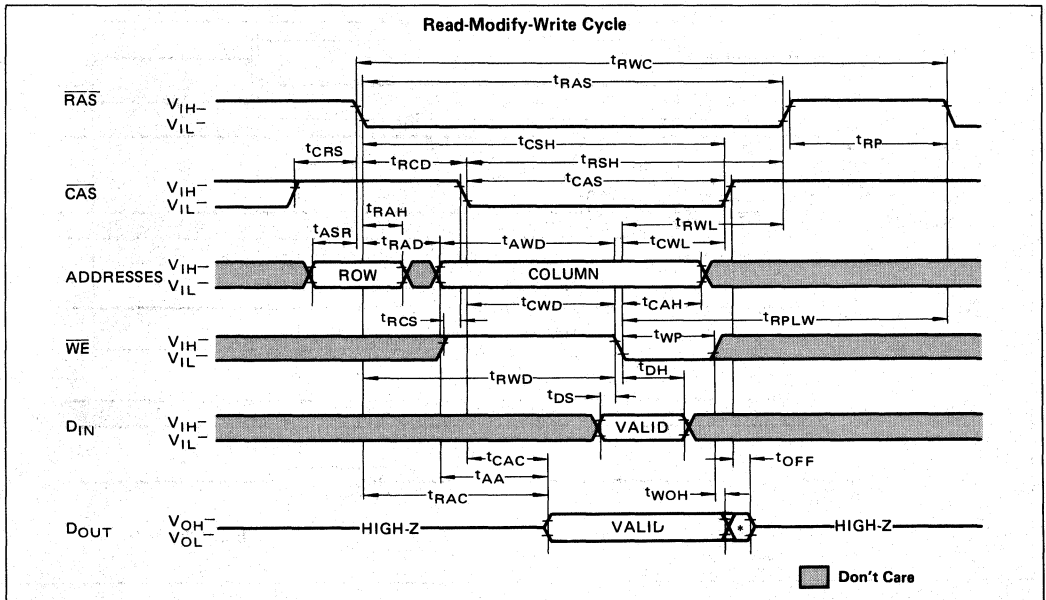 Read-Modify-Write Cycle
tRWC
tRAS
RAS
VIH
VIL
tCSH
tRP
tCRS
tRCD
tRSH
CAS
VIH
VIL
tCAS
tRAH
tRWL
tASR
tRAD
tAWD
tCWL
ADDRESSES
VIH
VIL
ROW
COLUMN
tCWD
tCAH
tRCS
tRPLW
tWP
WE
VIH
VIL
tRWD
tDH
tDS
DIN
VIH
VIL
VALID
tCAC
tOFF
tAA
tWOH
tRAC
DOUT
VOH
VOL
HIGH-Z
VALID
*
HIGH-Z
Don't Care